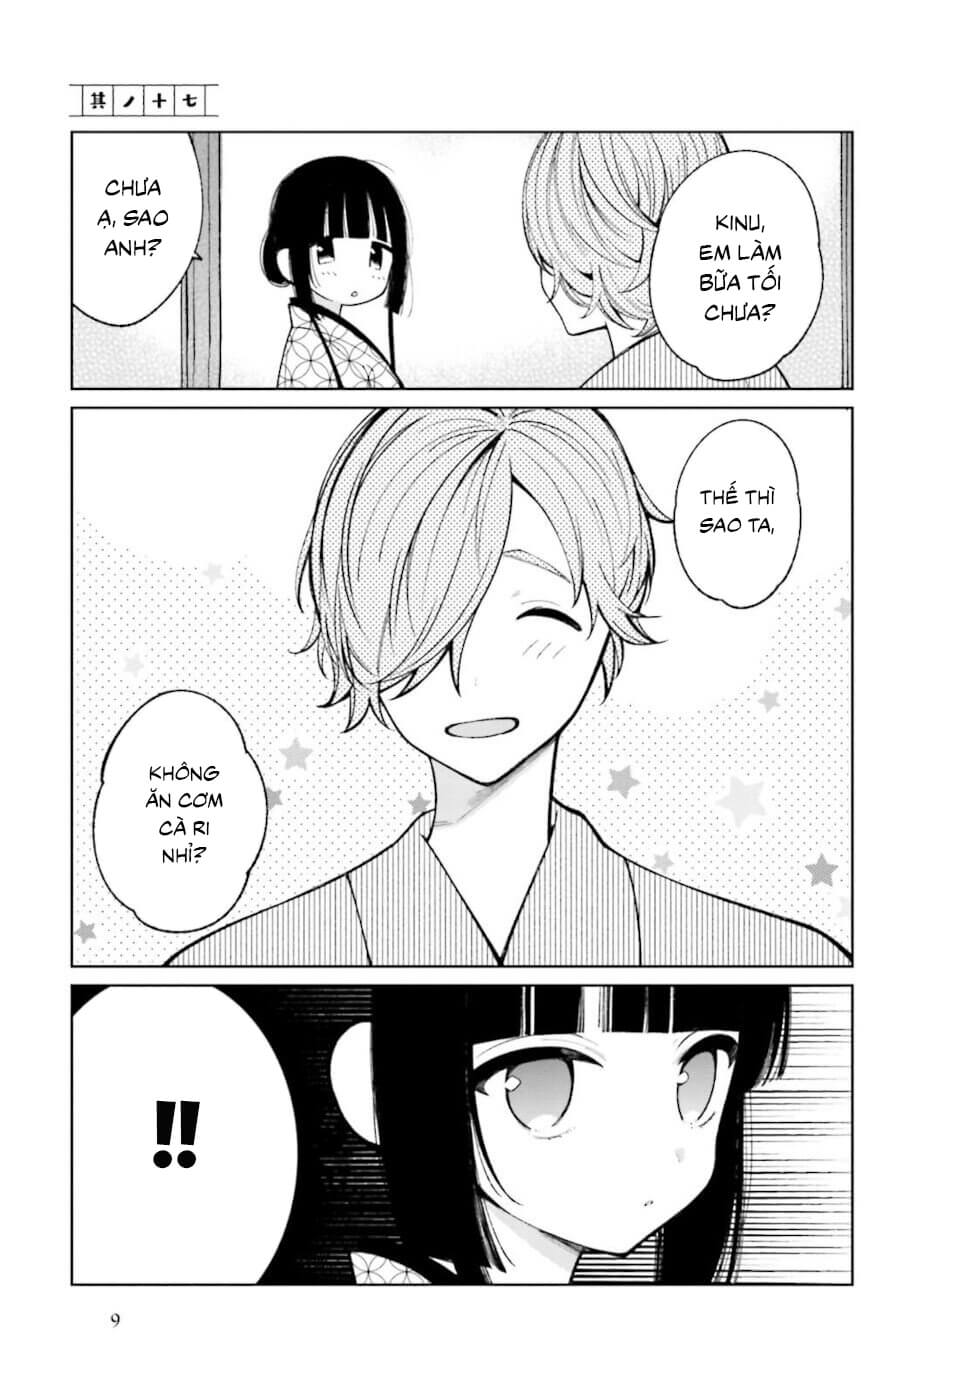 其ノ十七
KINU,
EM LÀM
BỮA TỐI
CHƯA?
CHƯA
Ạ, SAO
ANH?
THẾ THÌ
SAO TA,
KHÔNG
ĂN CƠM
CÀ RI
NHỈ?
!!
9